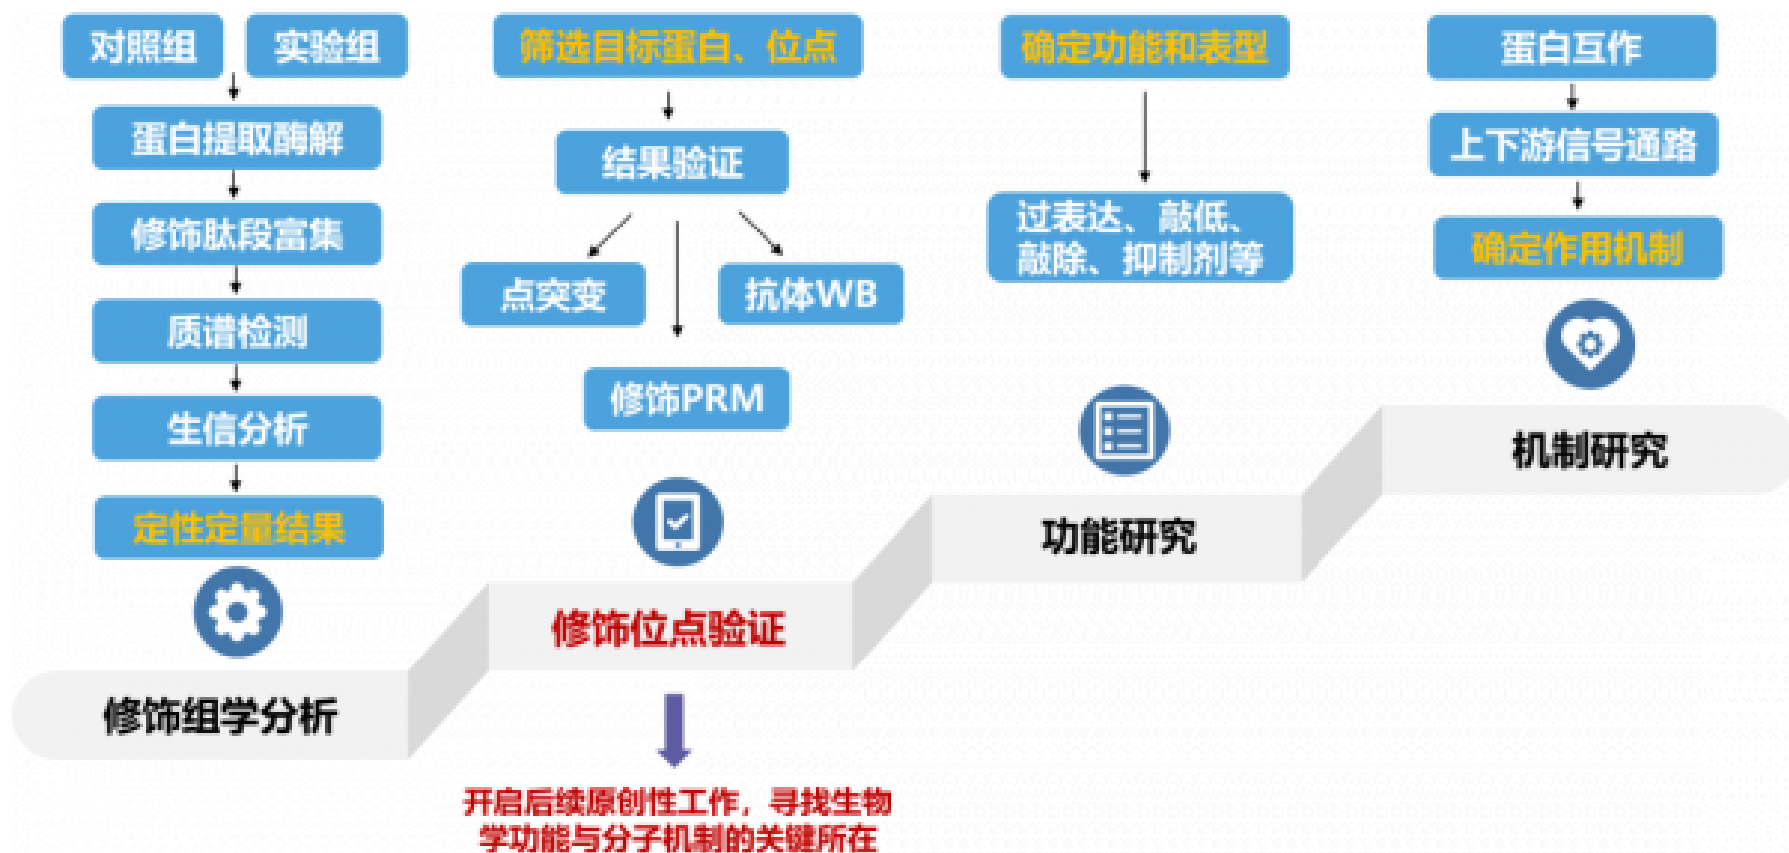 对照组
实验组
蛋白提取酶解
修饰肽段富集
质谱检测
生信分析
定性定量结果
修饰组学分析
筛选目标蛋白、位点
结果验证
点突变
抗体WB
修饰PRM
修饰位点验证
开启后续原创性工作，寻找生物
学功能与分子机制的关键所在
确定功能和表型
过表达、敲低、
敲除、抑制剂等
功能研究
蛋白互作
上下游信号通路
确定作用机制
机制研究